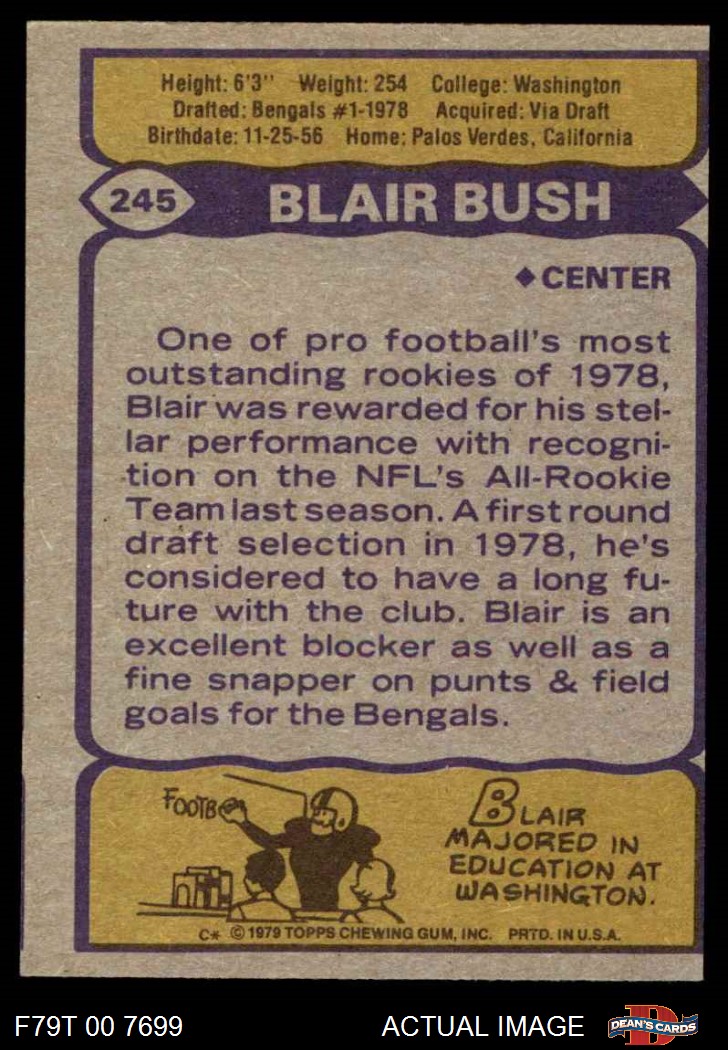 Height: 6'3" Weight: 254 College: Washington
Drafted: Bengals #1-1978 Acquired: Via Draft
Birthdate: 11-25-56 Home: Palos Verdes, California
245 BLAIR BUSH
◆CENTER
One of pro football's most
outstanding rookies of 1978,
Blair was rewarded for his stel-
lar performance with recogni-
tion on the NFL's All-Rookie
Team last season. A first round
draft selection in 1978, he's
considered to have a long fu-
ture with the club. Blair is an
excellent blocker as well as a
fine snapper on punts & field
goals for the Bengals.
FOOTB
BLAIR
MAJORED IN
EDUCATION AT
WASHINGTON.
C* © 1979 TOPPS CHEWING GUM, INC. PRTD. IN U.S.A.
F79T 00 7699 ACTUAL IMAGE D DEAN'S CARDS